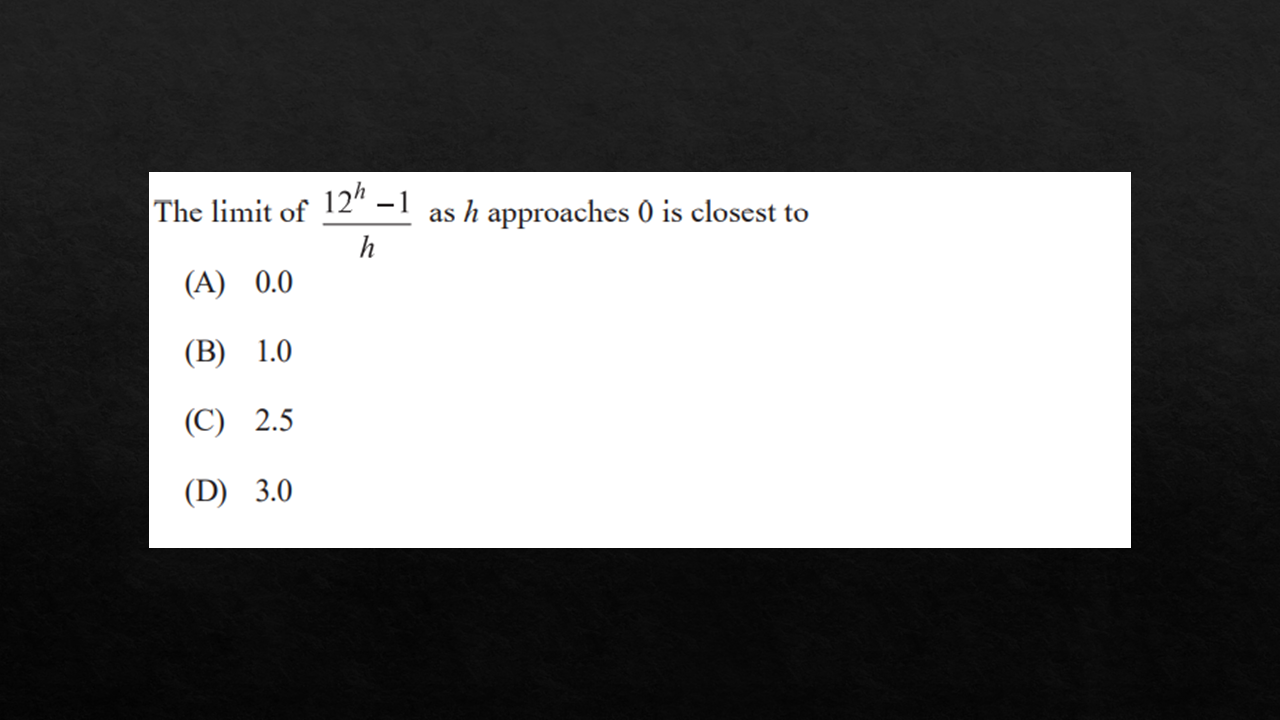 The limit of (12^h – 1)/h as h approaches 0 is closest to
(A) 0.0
(B) 1.0
(C) 2.5
(D) 3.0